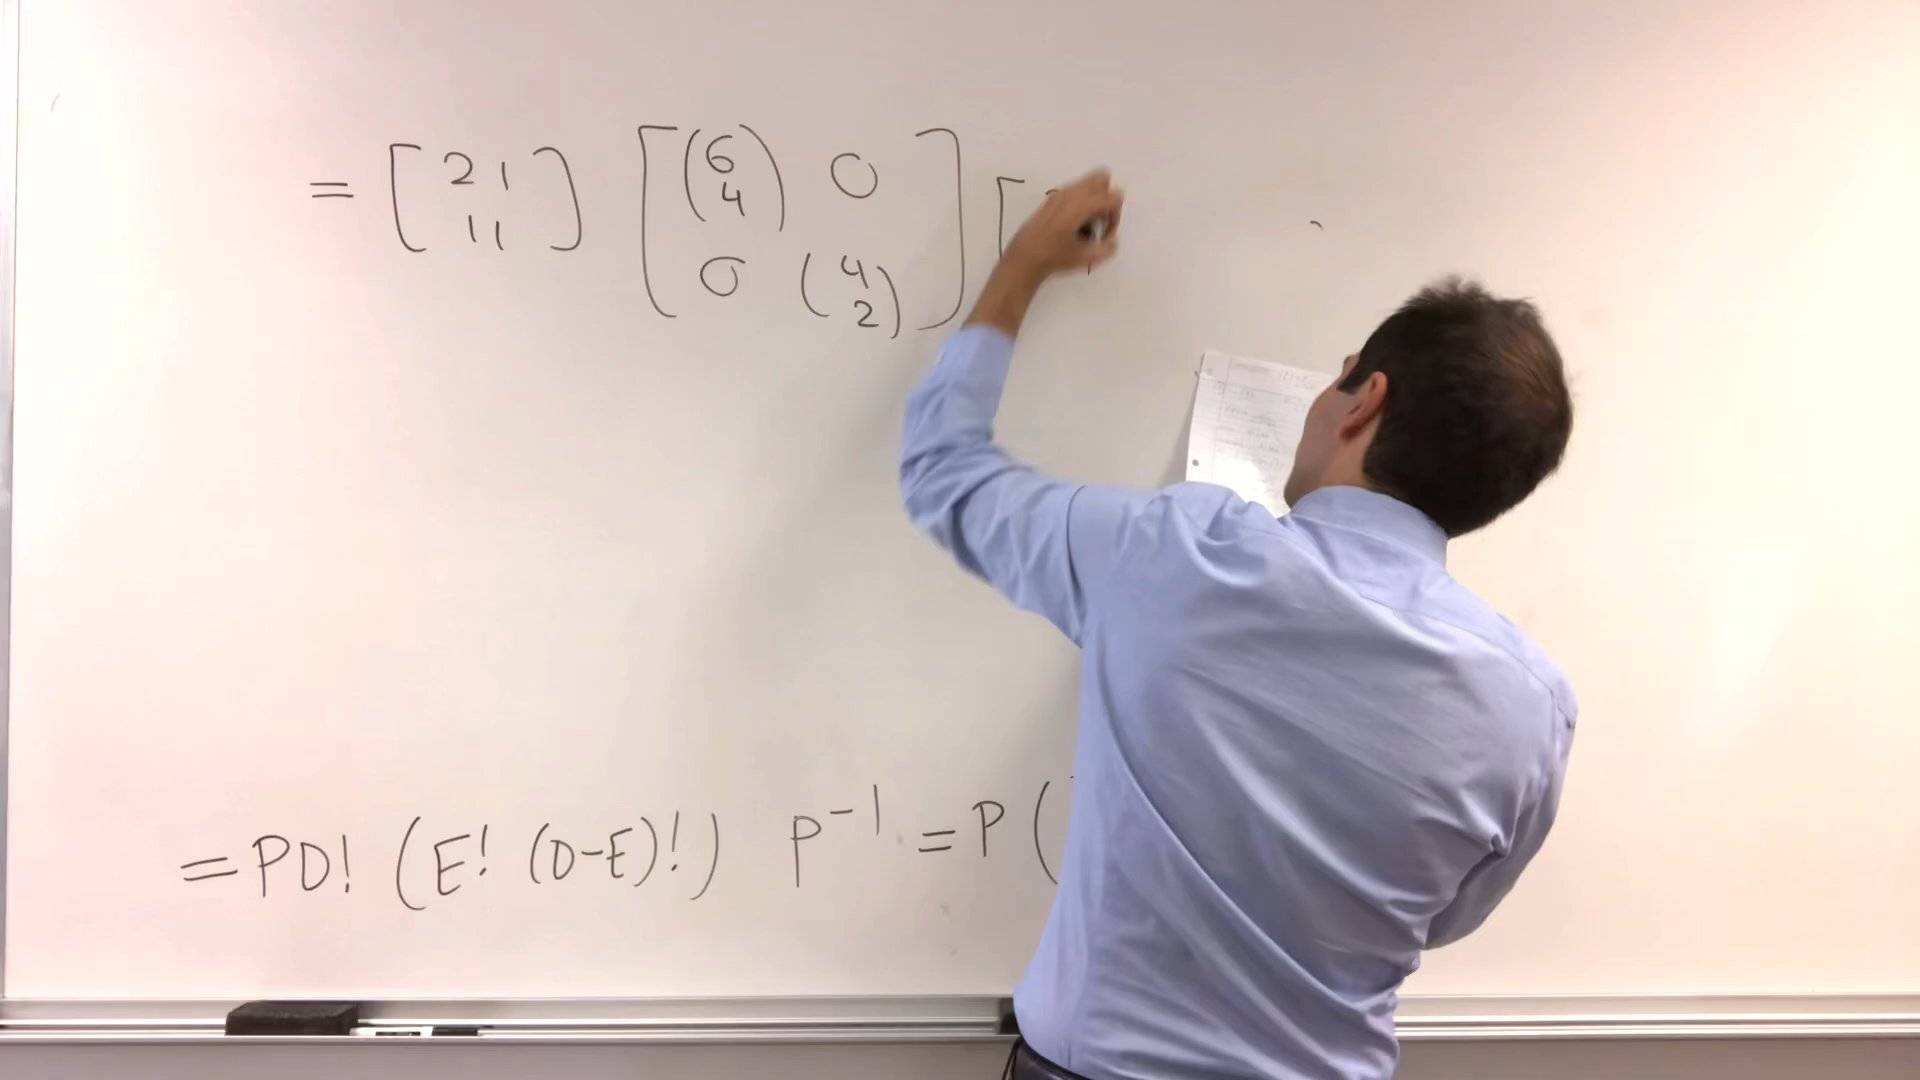 = [ 2 1 ] [ ( 6 ) 0 ] [
1 1 4
0 ( 4 )
2
= PD! (E! (D-E)!) P^-1 = P (